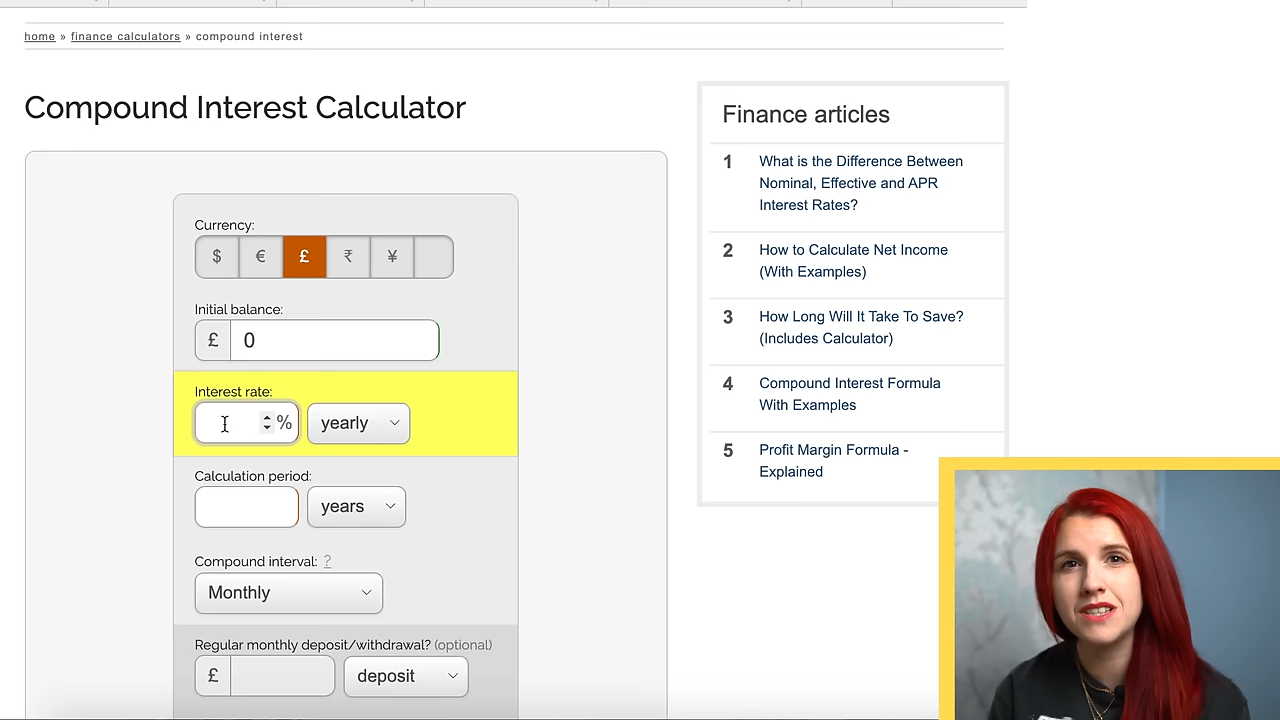 home » finance calculators » compound interest
Compound Interest Calculator
Currency:
$ € £ ₹ ¥
Initial balance:
£ 0
Interest rate:
% yearly
Calculation period:
years
Compound interval: ?
Monthly
Regular monthly deposit/withdrawal? (optional)
£ deposit
Finance articles
1 What is the Difference Between
Nominal, Effective and APR
Interest Rates?
2 How to Calculate Net Income
(With Examples)
3 How Long Will It Take To Save?
(Includes Calculator)
4 Compound Interest Formula
With Examples
5 Profit Margin Formula -
Explained